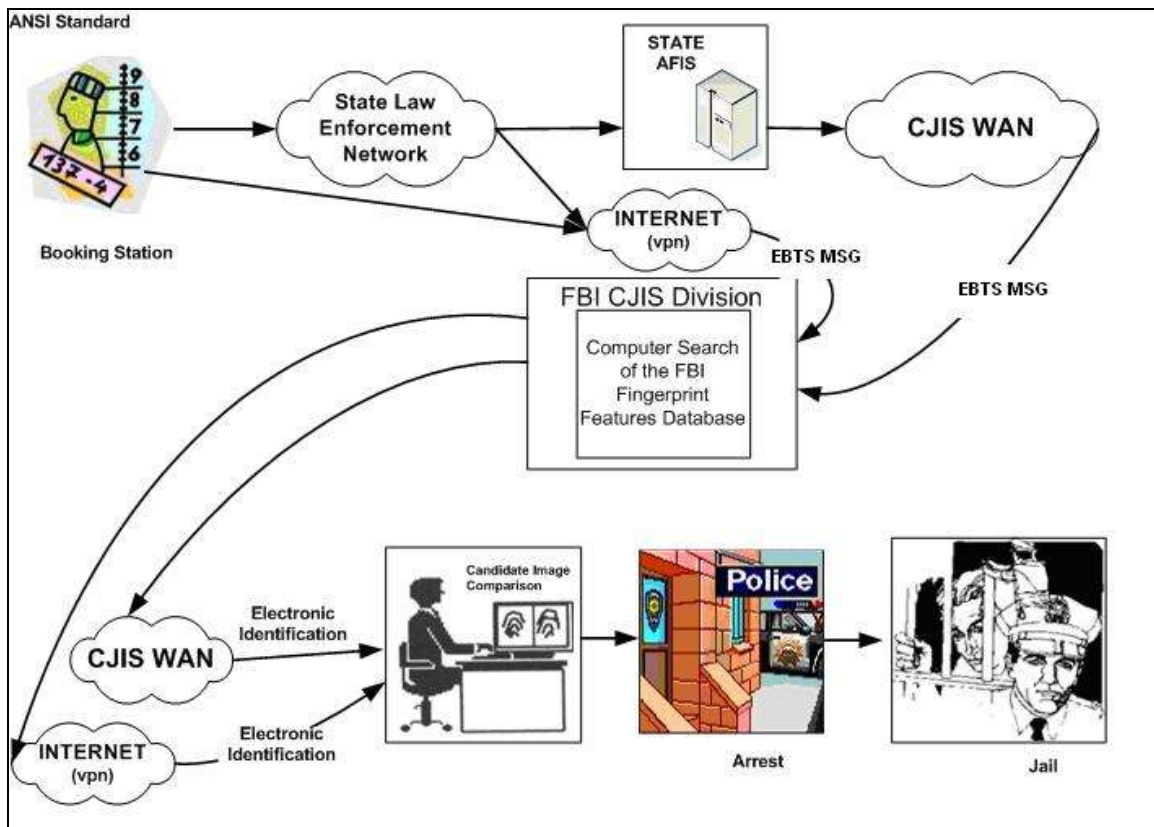 ANSI Standard
9
8
7
6
137-4
Booking Station
State Law
Enforcement
Network
STATE
AFIS
CJIS WAN
INTERNET
(vpn)
EBTS MSG
EBTS MSG
FBI CJIS Division
Computer Search
of the FBI
Fingerprint
Features Database
Candidate Image
Comparison
Police
Electronic
Identification
CJIS WAN
Electronic
Identification
INTERNET
(vpn)
Arrest
Jail